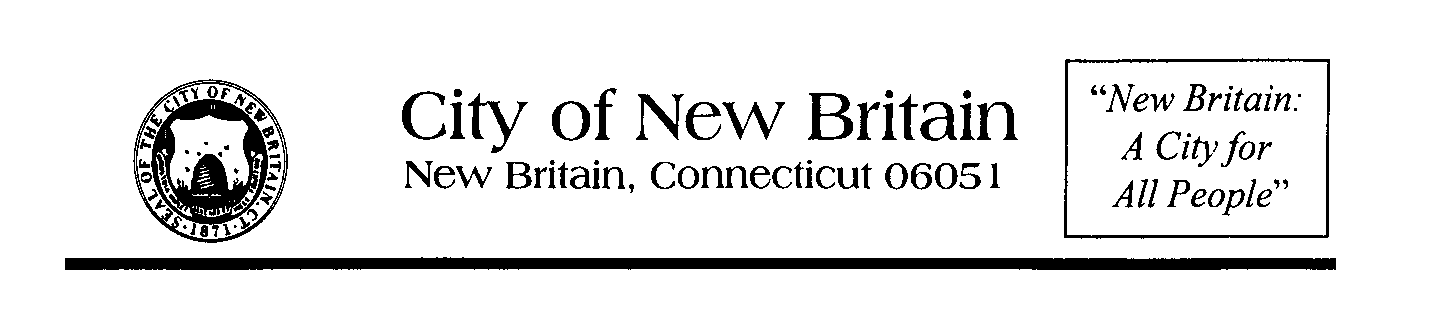 SEAL OF THE CITY OF NEW BRITAIN, CT.
· 1871 ·
City of New Britain
New Britain, Connecticut 06051
“New Britain:
A City for
All People”